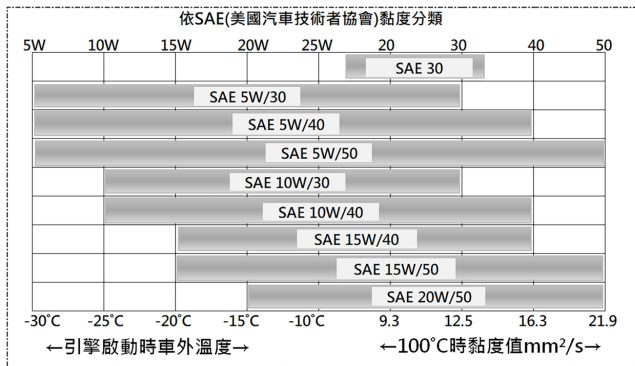 依SAE(美國汽車技術者協會)黏度分類
5W 10W 15W 20W 25W 20 30 40 50
SAE 30
SAE 5W/30
SAE 5W/40
SAE 5W/50
SAE 10W/30
SAE 10W/40
SAE 15W/40
SAE 15W/50
SAE 20W/50
-30˚C -25˚C -20˚C -15˚C -10˚C 9.3 12.5 16.3 21.9
←引擎啟動時車外溫度→ ←100˚C時黏度值mm²/s→